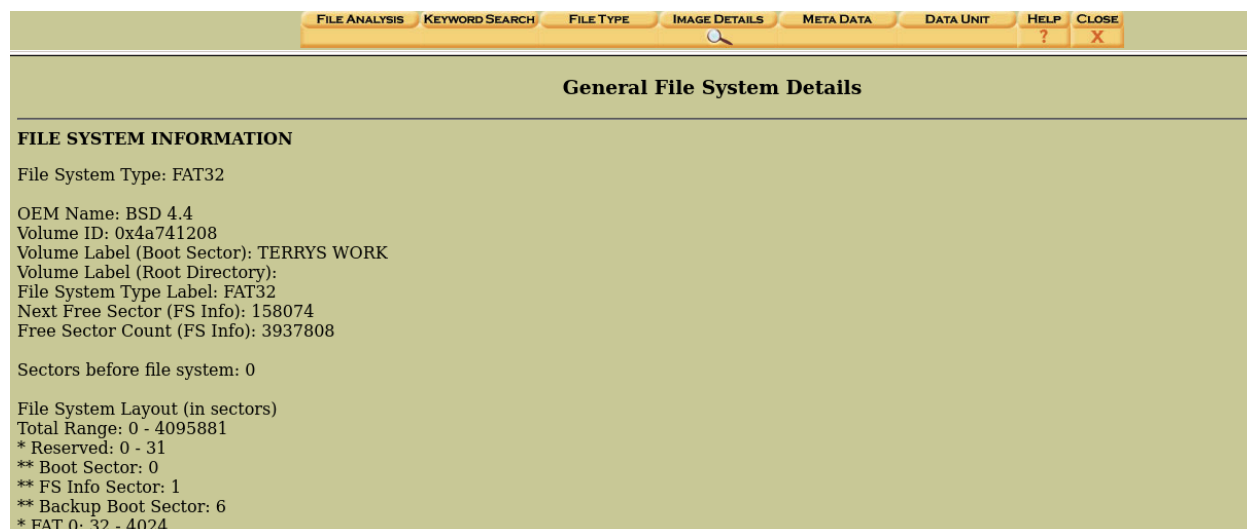 FILE ANALYSIS KEYWORD SEARCH FILE TYPE IMAGE DETAILS META DATA DATA UNIT HELP CLOSE
? X
General File System Details
FILE SYSTEM INFORMATION
File System Type: FAT32
OEM Name: BSD 4.4
Volume ID: 0x4a741208
Volume Label (Boot Sector): TERRYS WORK
Volume Label (Root Directory):
File System Type Label: FAT32
Next Free Sector (FS Info): 158074
Free Sector Count (FS Info): 3937808
Sectors before file system: 0
File System Layout (in sectors)
Total Range: 0 - 4095881
* Reserved: 0 - 31
** Boot Sector: 0
** FS Info Sector: 1
** Backup Boot Sector: 6
* FAT 0: 32 - 4024